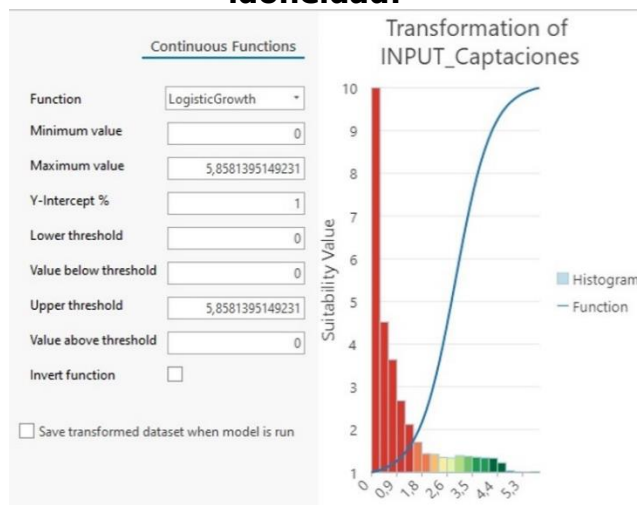 Continuous Functions
Function
LogisticGrowth
Minimum value
0
Maximum value
5,8581395149231
Y-Intercept %
1
Lower threshold
0
Value below threshold
0
Upper threshold
5,8581395149231
Value above threshold
0
Invert function
Save transformed dataset when model is run
Transformation of
INPUT_Captaciones
10
9
8
7
6
5
4
3
2
1
Suitability Value
0
0,9
1,8
2,6
3,5
4,4
5,3
Histogram
Function